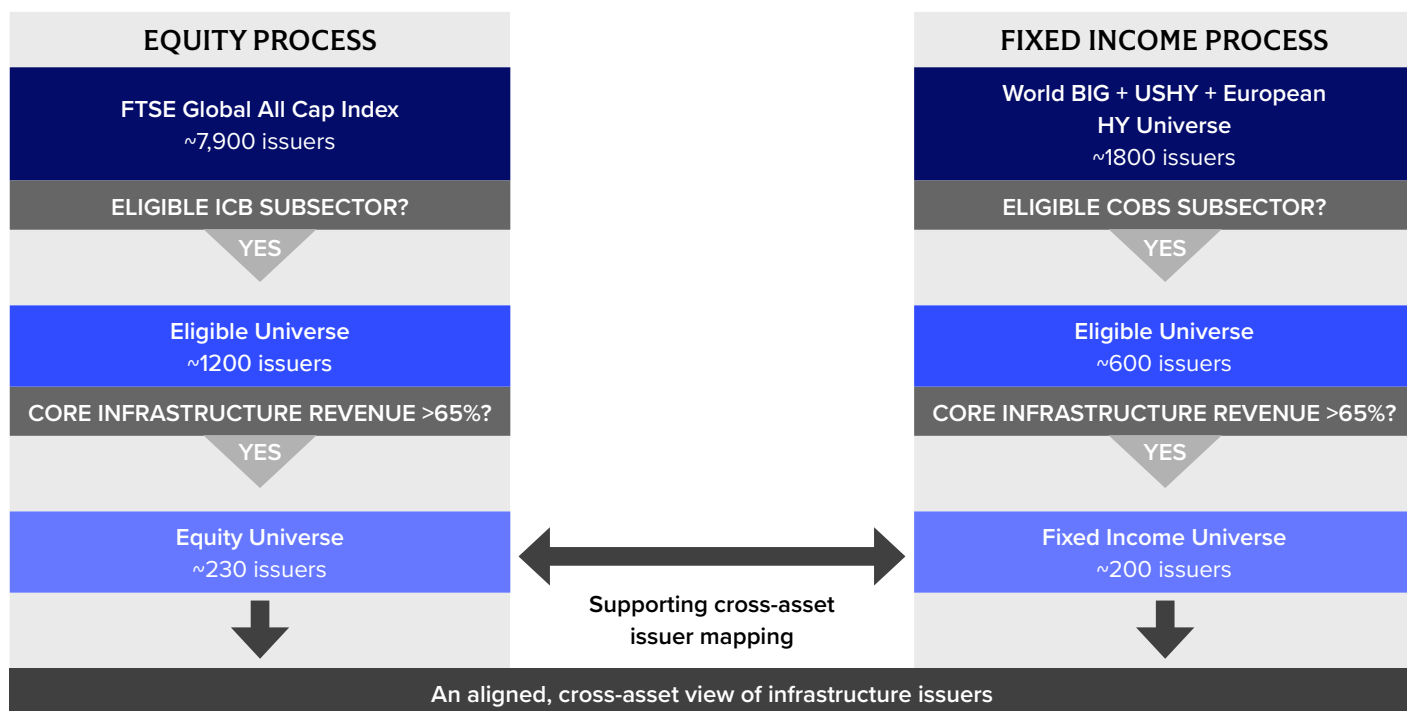 EQUITY PROCESS
FTSE Global All Cap Index
~7,900 issuers
ELIGIBLE ICB SUBSECTOR?
YES
Eligible Universe
~1200 issuers
CORE INFRASTRUCTURE REVENUE >65%?
YES
Equity Universe
~230 issuers
Supporting cross-asset
issuer mapping
FIXED INCOME PROCESS
World BIG + USHY + European
HY Universe
~1800 issuers
ELIGIBLE COBS SUBSECTOR?
YES
Eligible Universe
~600 issuers
CORE INFRASTRUCTURE REVENUE >65%?
YES
Fixed Income Universe
~200 issuers
An aligned, cross-asset view of infrastructure issuers